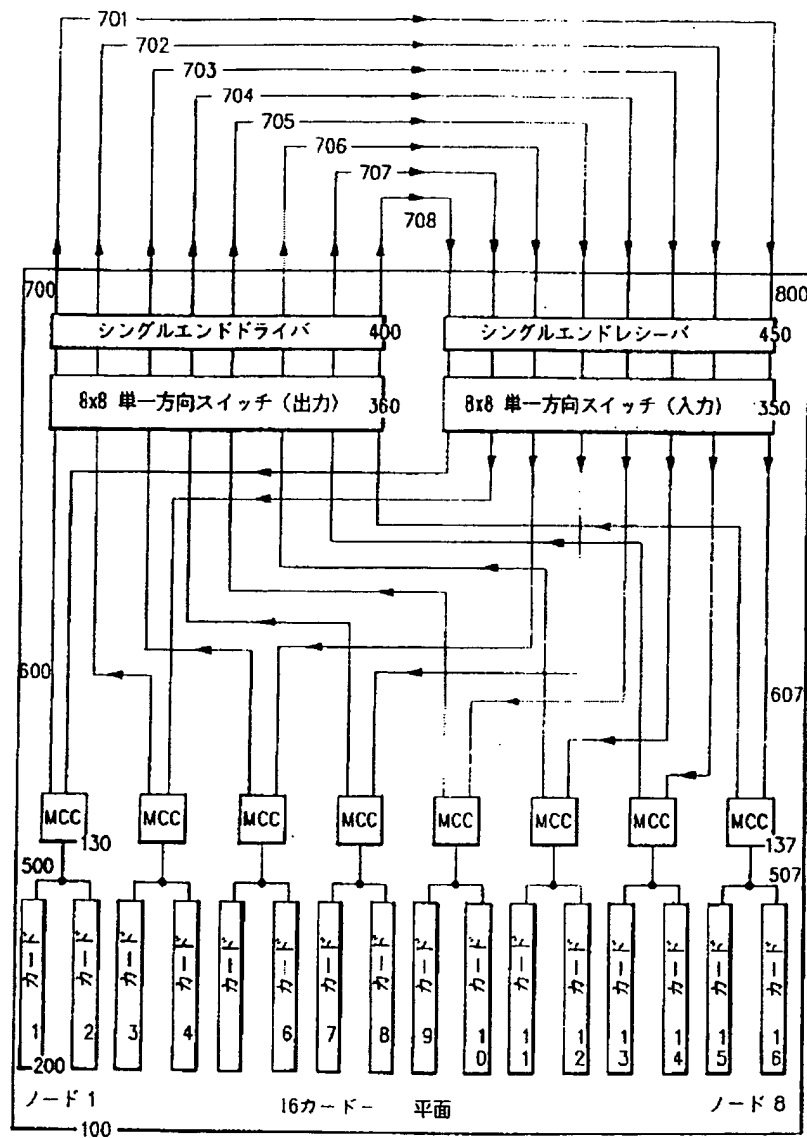 701
702
703
704
705
706
707
708
700
800
シングルエンドドライバ 400
シングルエンドレシーバ 450
8x8 単一方向スイッチ (出力) 360
8x8 単一方向スイッチ (入力) 350
600
607
MCC MCC MCC MCC MCC MCC MCC MCC
130
137
500
507
カード 1
カード 2
カード 3
カード 4
カード
カード 6
カード 7
カード 8
カード 9
カード 10
カード 11
カード 12
カード 13
カード 14
カード 15
カード 16
200
ノード 1
16カード− 平面
ノード 8
100